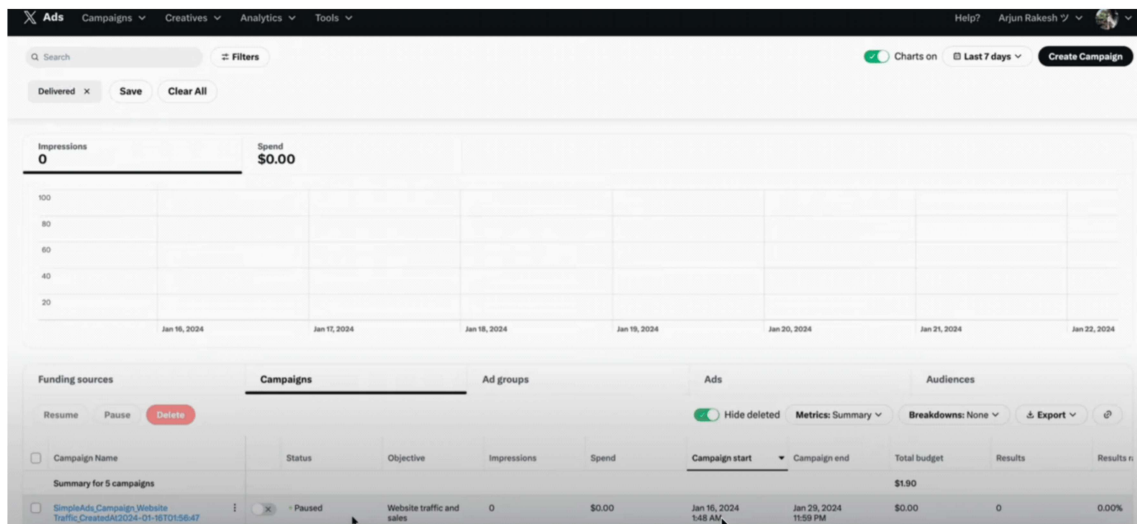 X Ads Campaigns Creatives Analytics Tools Help? Arjun Rakesh ツ
Search Filters Charts on Last 7 days Create Campaign
Delivered × Save Clear All
Impressions Spend
0 $0.00
100
80
60
40
20
Jan 16, 2024 Jan 17, 2024 Jan 18, 2024 Jan 19, 2024 Jan 20, 2024 Jan 21, 2024 Jan 22, 2024
Funding sources Campaigns Ad groups Ads Audiences
Resume Pause Delete Hide deleted Metrics: Summary Breakdowns: None Export
Campaign Name Status Objective Impressions Spend Campaign start Campaign end Total budget Results Results
Summary for 5 campaigns $1.90
SimpleAds_Campaign_Website Paused Website traffic and 0 $0.00 Jan 16, 2024 Jan 29, 2024 $0.00 0 0.00%
Traffic_CreatedAt2024-01-16T01:56:47 sales 1:48 AM 11:59 PM